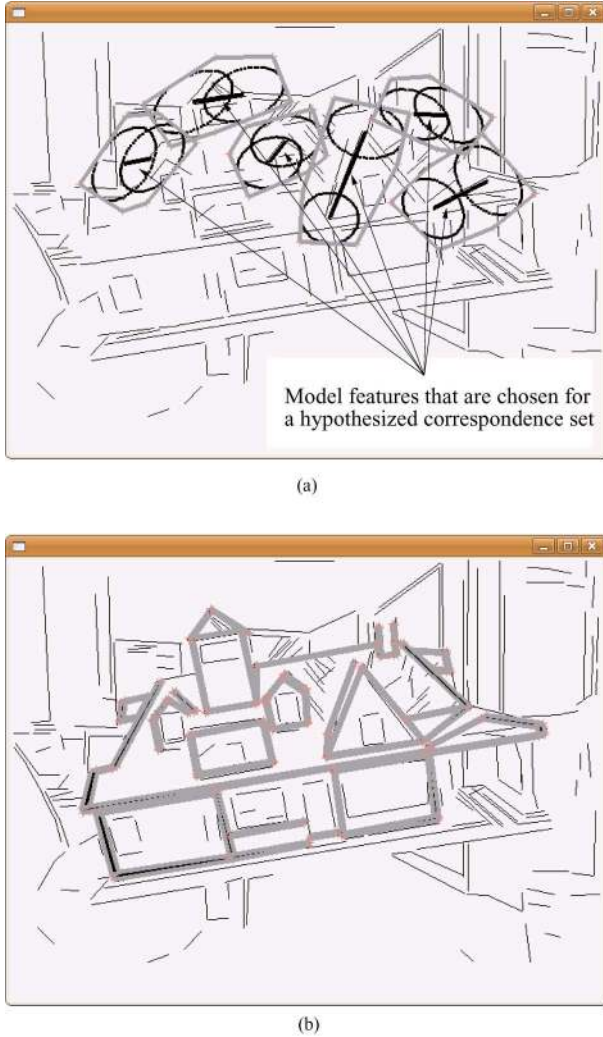 Model features that are chosen for
a hypothesized correspondence set
(a)
(b)